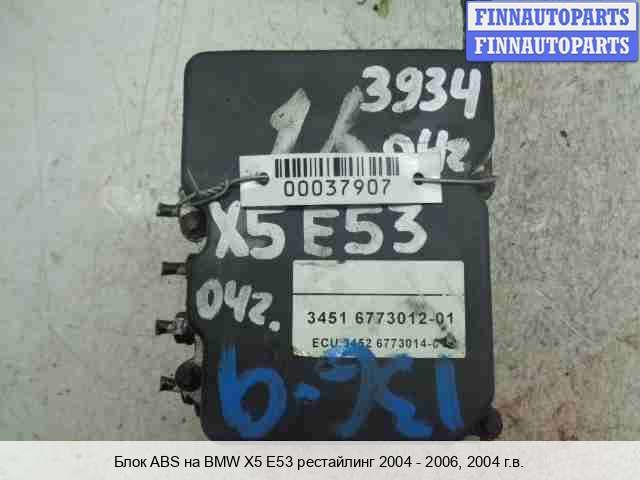 FINNAUTOPARTS
FINNAUTOPARTS
3934
16
04г.
00037907
X5 E53
04г.
3451 6773012-01
ECU 3452 6773014-0
Блок ABS на BMW X5 E53 рестайлинг 2004 - 2006, 2004 г.в.